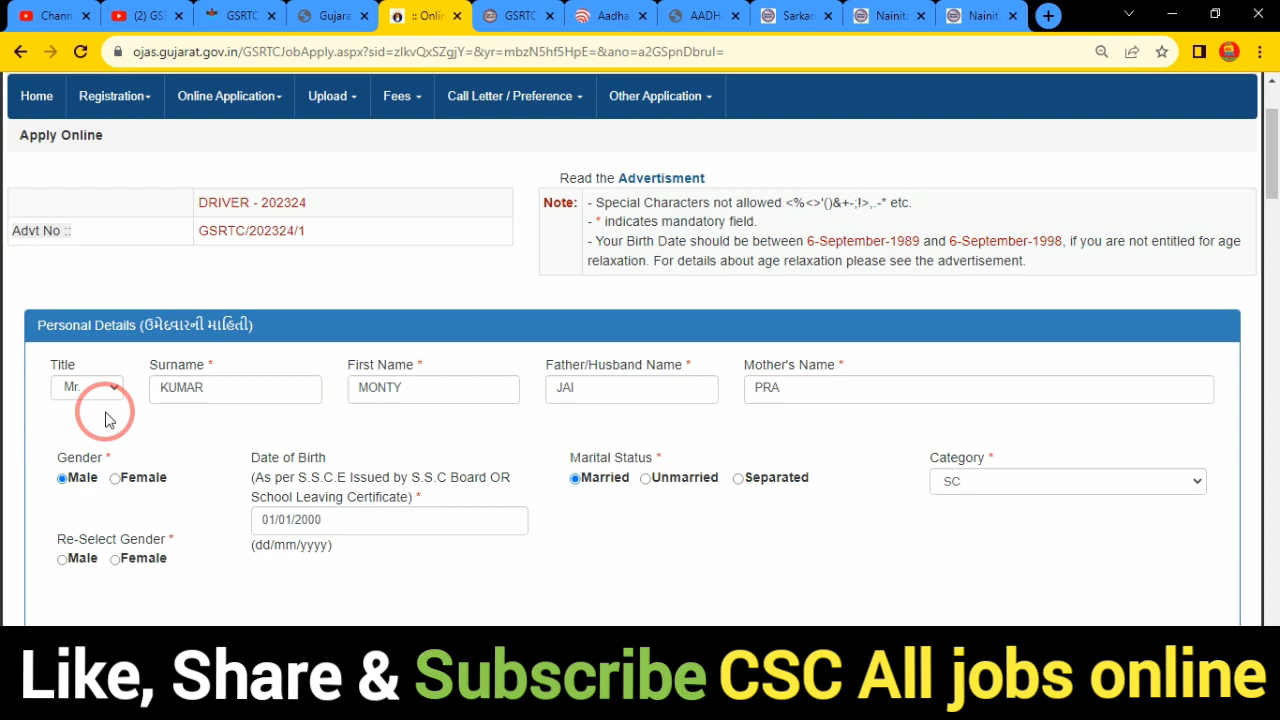 Chann
(2) GS
GSRTC
Gujara
:: Onlin
GSRTC
Aadha
AADH
Sarkar
Nainit
Nainit
ojas.gujarat.gov.in/GSRTCJobApply.aspx?sid=zIkvQxSZgjY=&yr=mbzN5hf5HpE=&ano=a2GSpnDbruI=
Home Registration Online Application Upload Fees Call Letter / Preference Other Application
Apply Online
Read the Advertisment
DRIVER - 202324
Advt No :: GSRTC/202324/1
Note: - Special Characters not allowed <%<>'()&+-;!>,.-* etc.
- * indicates mandatory field.
- Your Birth Date should be between 6-September-1989 and 6-September-1998, if you are not entitled for age
relaxation. For details about age relaxation please see the advertisement.
Personal Details (ઉમેદવારની માહિતી)
Title Surname * First Name * Father/Husband Name * Mother's Name *
Mr. KUMAR MONTY JAI PRA
Gender * Date of Birth Marital Status * Category *
Male Female (As per S.S.C.E Issued by S.S.C Board OR Married Unmarried Separated SC
School Leaving Certificate) *
01/01/2000
Re-Select Gender * (dd/mm/yyyy)
Male Female
Like, Share & Subscribe CSC All jobs online